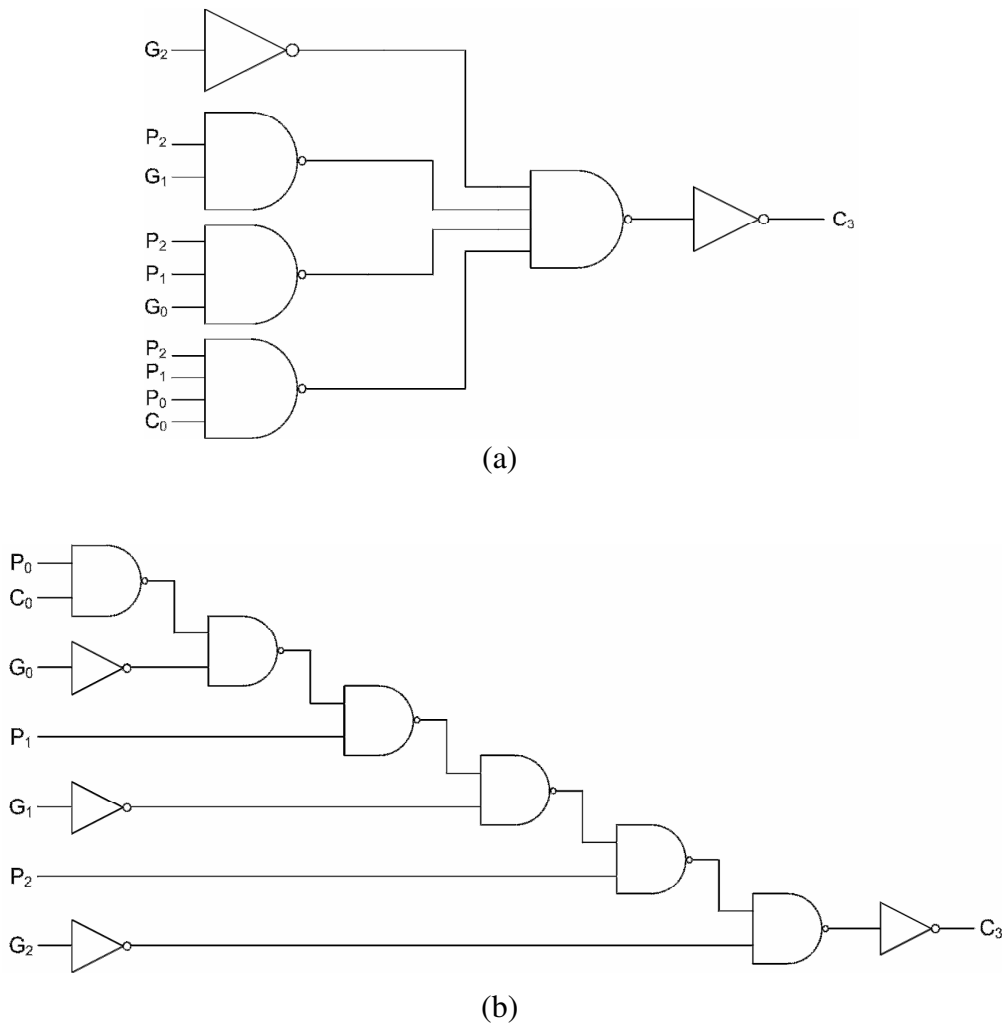 G₂
P₂
G₁
P₂
P₁
G₀
P₂
P₁
P₀
C₀
C₃
(a)
P₀
C₀
G₀
P₁
G₁
P₂
G₂
C₃
(b)